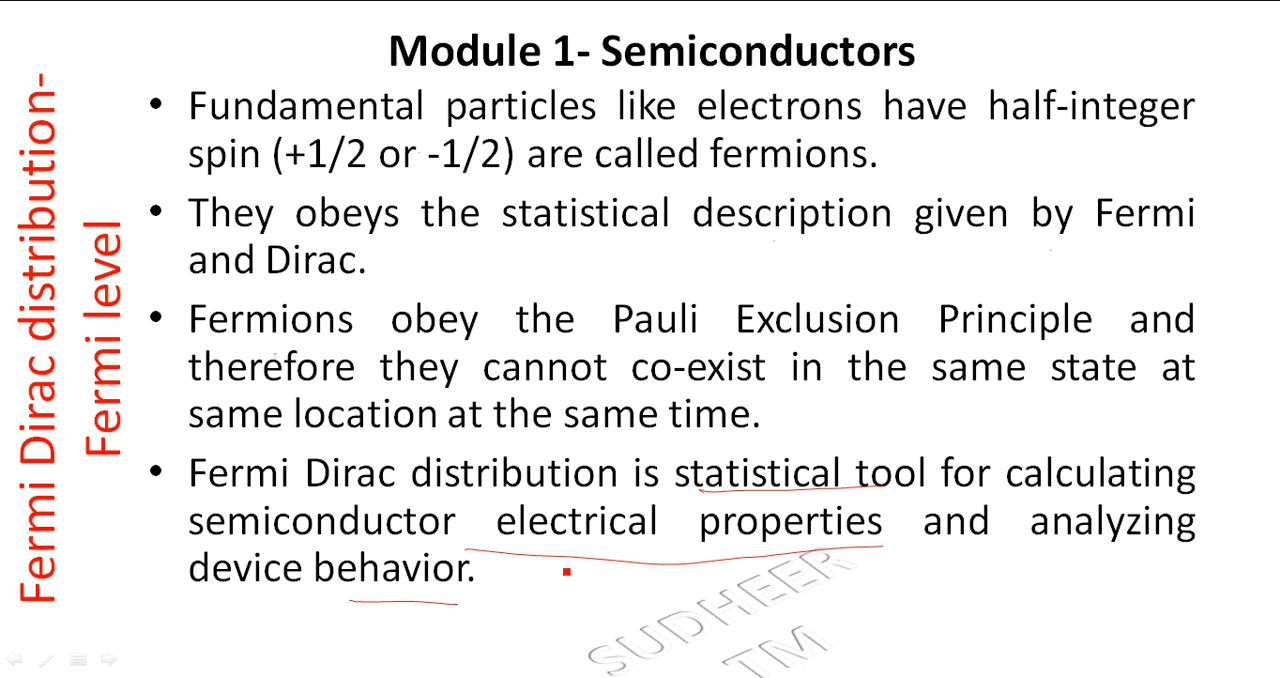 Module 1- Semiconductors
Fermi Dirac distribution-
Fermi level
• Fundamental particles like electrons have half-integer
spin (+1/2 or -1/2) are called fermions.
• They obeys the statistical description given by Fermi
and Dirac.
• Fermions obey the Pauli Exclusion Principle and
therefore they cannot co-exist in the same state at
same location at the same time.
• Fermi Dirac distribution is statistical tool for calculating
semiconductor electrical properties and analyzing
device behavior.
SUDHEER
TM